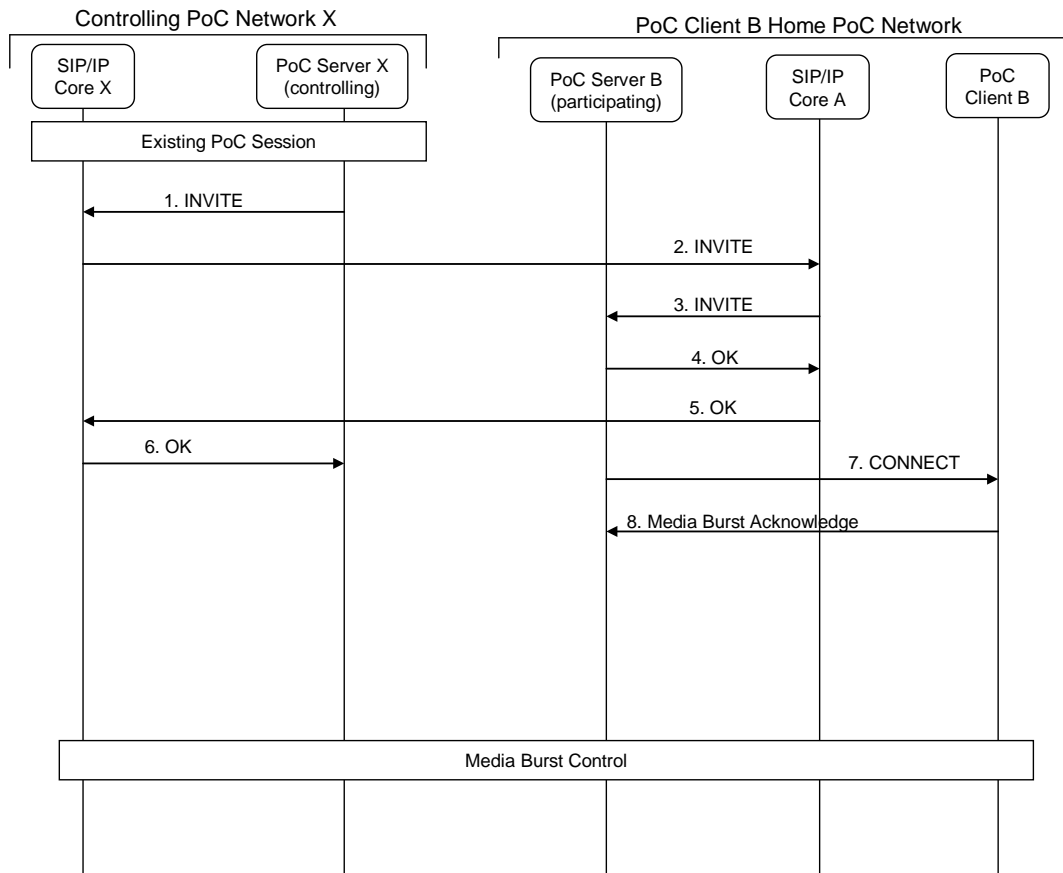 Controlling PoC Network X
PoC Client B Home PoC Network
SIP/IP
Core X
PoC Server X
(controlling)
PoC Server B
(participating)
SIP/IP
Core A
PoC
Client B
Existing PoC Session
1. INVITE
2. INVITE
3. INVITE
4. OK
5. OK
6. OK
7. CONNECT
8. Media Burst Acknowledge
Media Burst Control